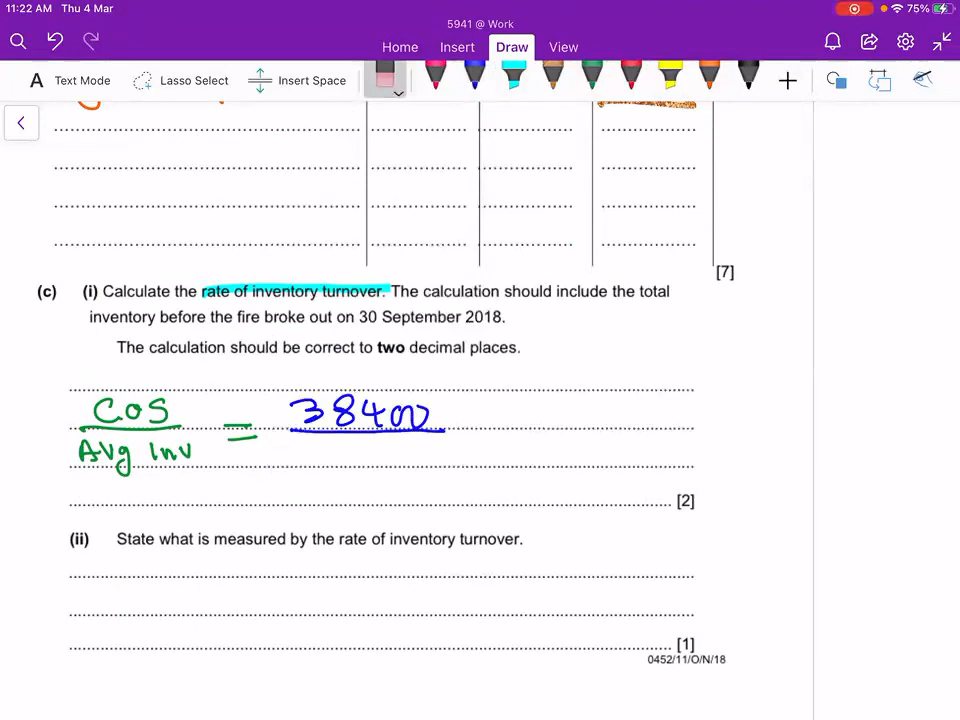 11:22 AM Thu 4 Mar
75%
5941 @ Work
Home Insert Draw View
Text Mode Lasso Select Insert Space
[7]
(c) (i) Calculate the rate of inventory turnover. The calculation should include the total
inventory before the fire broke out on 30 September 2018.
The calculation should be correct to two decimal places.
COS = 38400
Avg Inv
[2]
(ii) State what is measured by the rate of inventory turnover.
[1]
0452/11/O/N/18